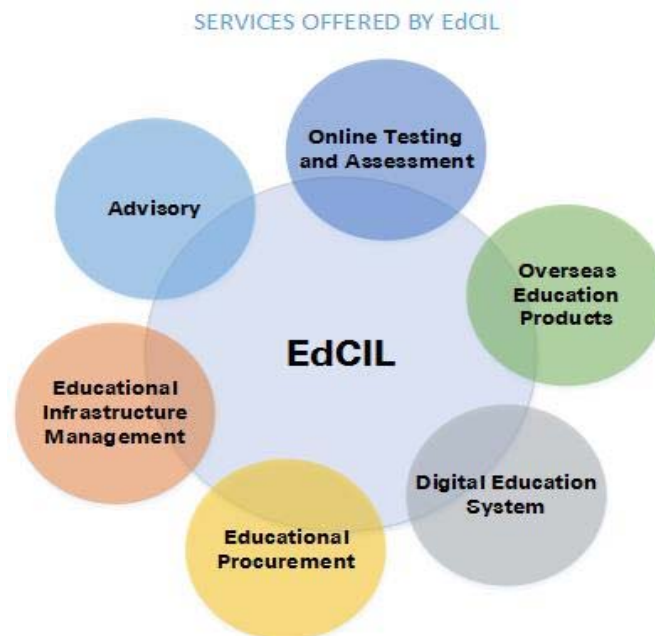 SERVICES OFFERED BY EdCIL
Online Testing
and Assessment
Advisory
Overseas
Education
Products
EdCIL
Educational
Infrastructure
Management
Digital Education
System
Educational
Procurement